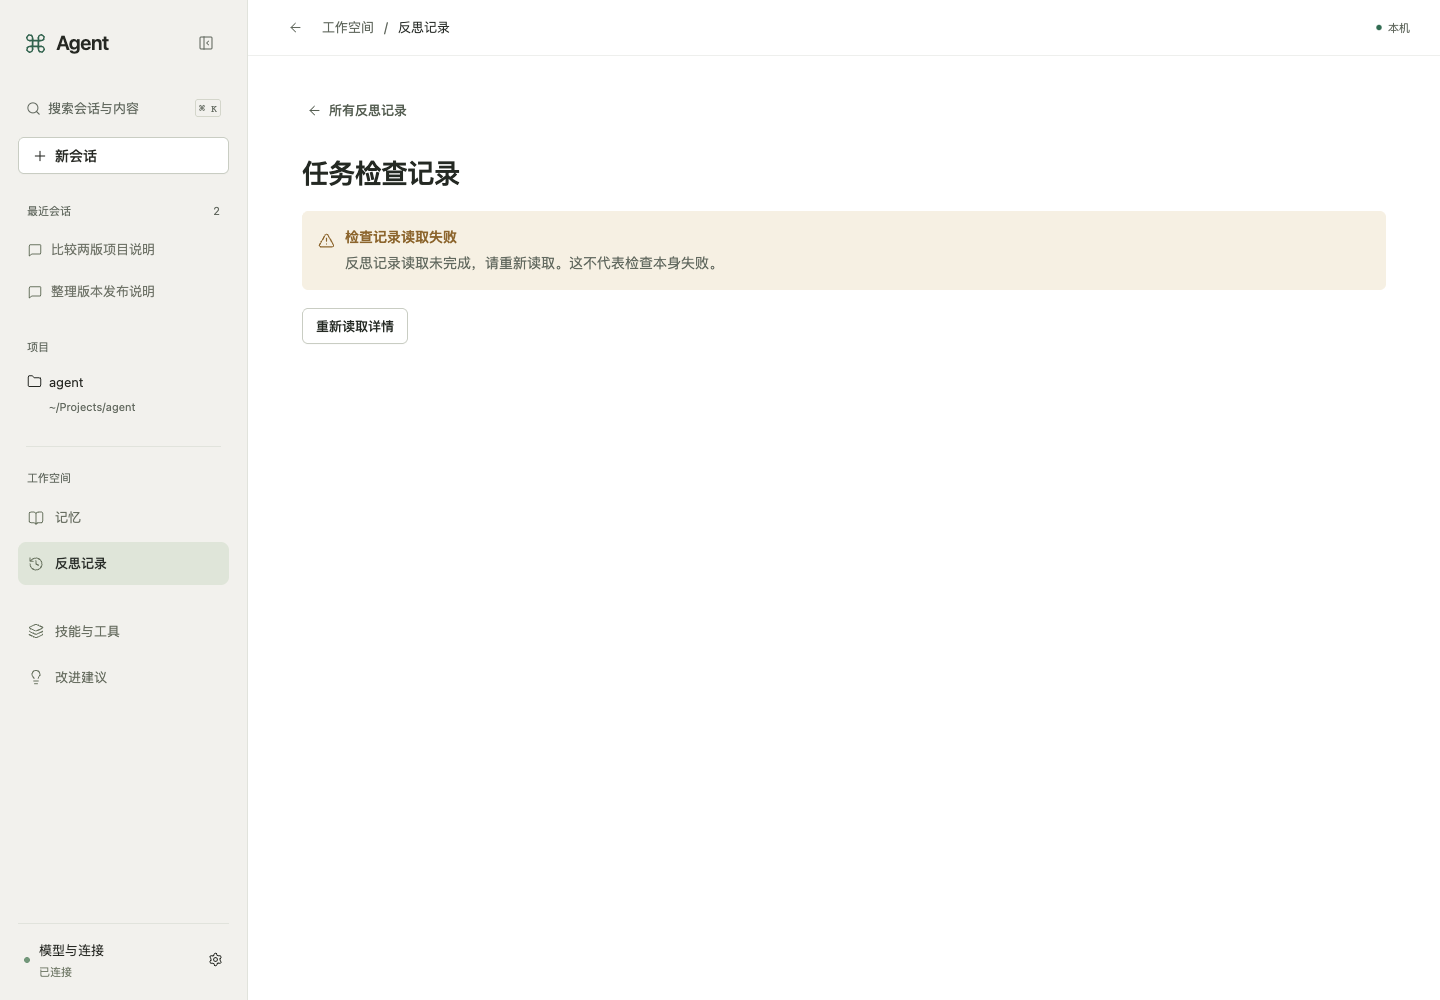 Agent
搜索会话与内容
⌘ K
新会话
最近会话
2
比较两版项目说明
整理版本发布说明
项目
agent
~/Projects/agent
工作空间
记忆
反思记录
技能与工具
改进建议
模型与连接
已连接
工作空间 / 反思记录
本机
所有反思记录
任务检查记录
检查记录读取失败
反思记录读取未完成，请重新读取。这不代表检查本身失败。
重新读取详情